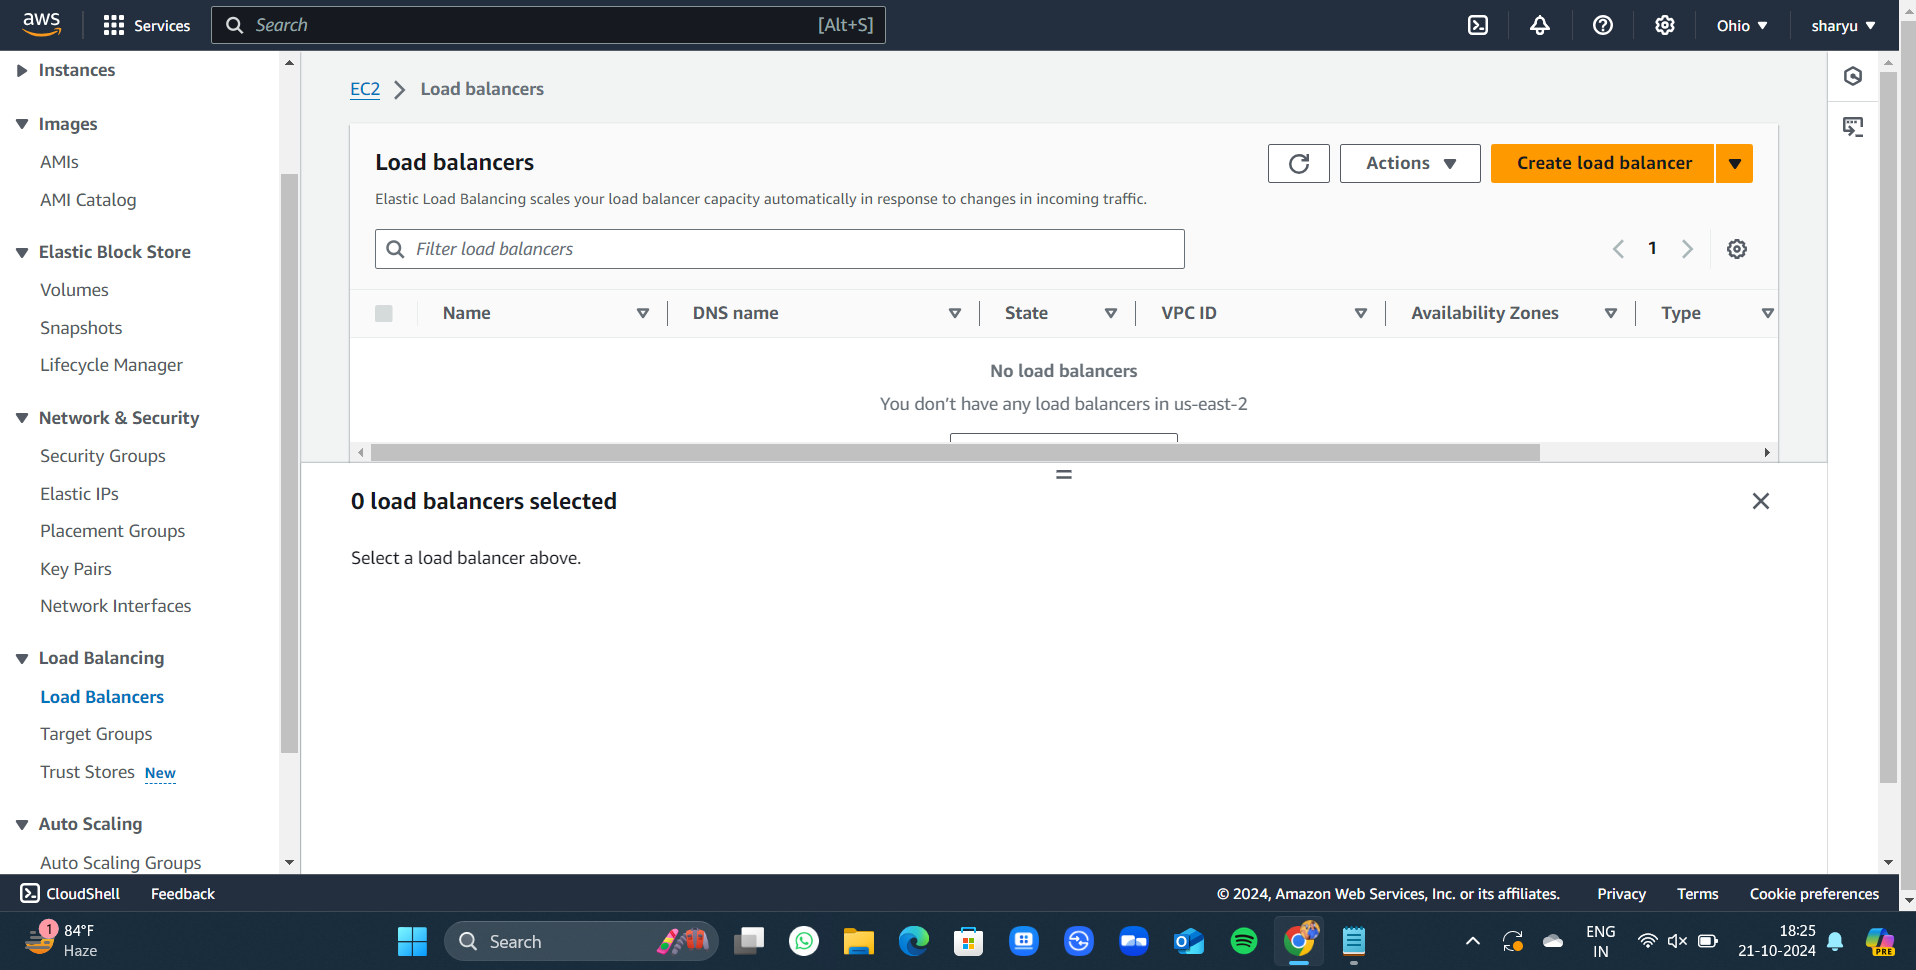 aws
Services
Search [Alt+S]
Ohio
sharyu
Instances
Images
AMIs
AMI Catalog
Elastic Block Store
Volumes
Snapshots
Lifecycle Manager
Network & Security
Security Groups
Elastic IPs
Placement Groups
Key Pairs
Network Interfaces
Load Balancing
Load Balancers
Target Groups
Trust Stores New
Auto Scaling
Auto Scaling Groups
EC2 Load balancers
Load balancers
Actions
Create load balancer
Elastic Load Balancing scales your load balancer capacity automatically in response to changes in incoming traffic.
Filter load balancers
1
Name DNS name State VPC ID Availability Zones Type
No load balancers
You don't have any load balancers in us-east-2
0 load balancers selected
Select a load balancer above.
CloudShell Feedback
© 2024, Amazon Web Services, Inc. or its affiliates. Privacy Terms Cookie preferences
1
84°F
Haze
Search
ENG
IN
18:25
21-10-2024
PRE